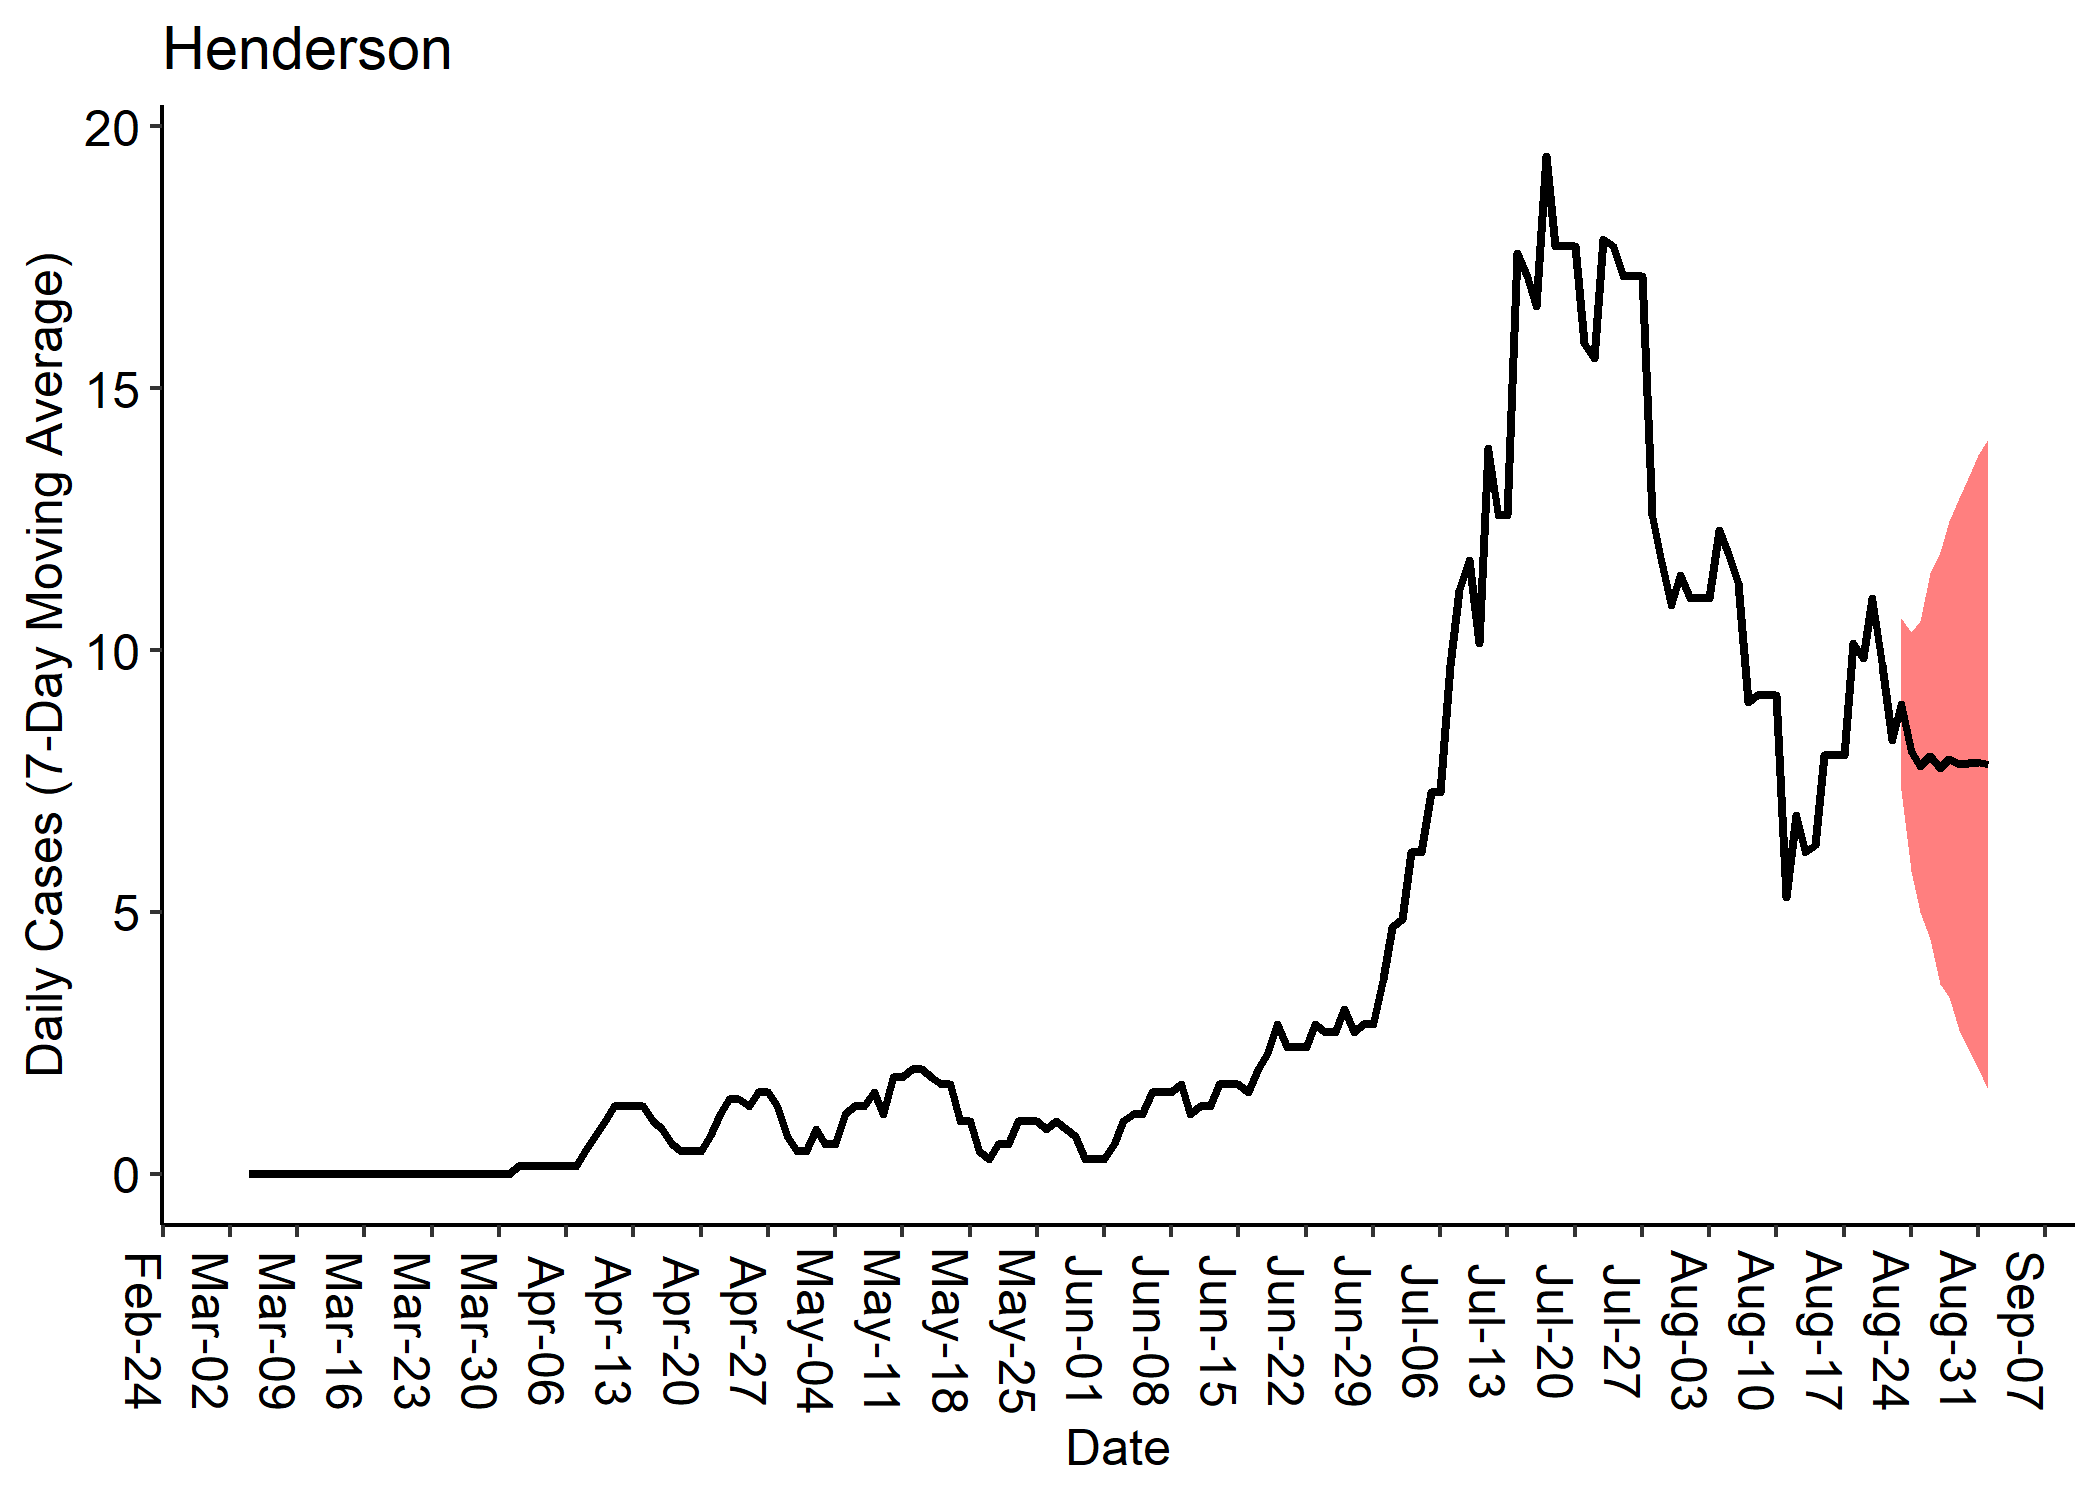 Henderson
Daily Cases (7-Day Moving Average)
20
15
10
5
0
Feb-24
Mar-02
Mar-09
Mar-16
Mar-23
Mar-30
Apr-06
Apr-13
Apr-20
Apr-27
May-04
May-11
May-18
May-25
Jun-01
Jun-08
Jun-15
Jun-22
Jun-29
Jul-06
Jul-13
Jul-20
Jul-27
Aug-03
Aug-10
Aug-17
Aug-24
Aug-31
Sep-07
Date